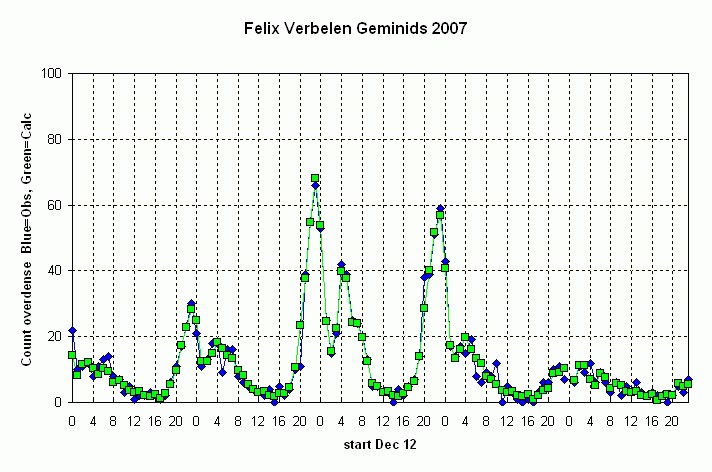 Felix Verbelen Geminids 2007
Count overdense Blue=Obs, Green=Calc
100
80
60
40
20
0
0 4 8 12 16 20 0 4 8 12 16 20 0 4 8 12 16 20 0 4 8 12 16 20 0 4 8 12 16 20
start Dec 12